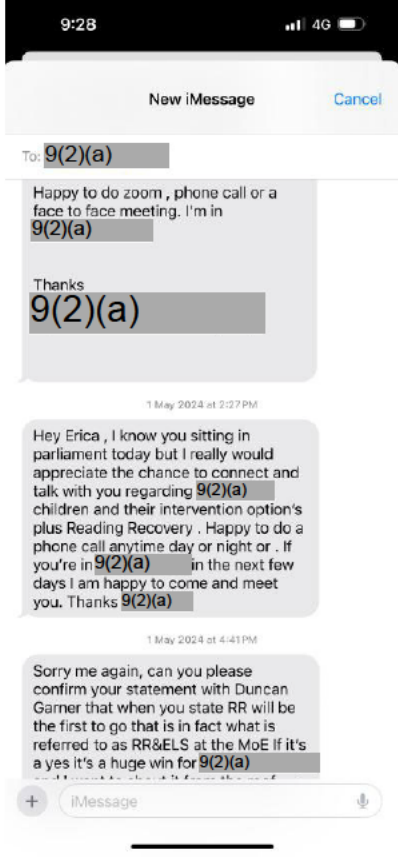 9:28 4G
New iMessage Cancel
To: 9(2)(a)
Happy to do zoom , phone call or a
face to face meeting. I'm in
9(2)(a)
Thanks
9(2)(a)
1 May 2024 at 2:27 PM
Hey Erica , I know you sitting in
parliament today but I really would
appreciate the chance to connect and
talk with you regarding 9(2)(a)
children and their intervention option's
plus Reading Recovery . Happy to do a
phone call anytime day or night or . If
you're in 9(2)(a) in the next few
days I am happy to come and meet
you. Thanks 9(2)(a)
1 May 2024 at 4:41 PM
Sorry me again, can you please
confirm your statement with Duncan
Garner that when you state RR will be
the first to go that is in fact what is
referred to as RR&ELS at the MoE If it's
a yes it's a huge win for 9(2)(a)
iMessage